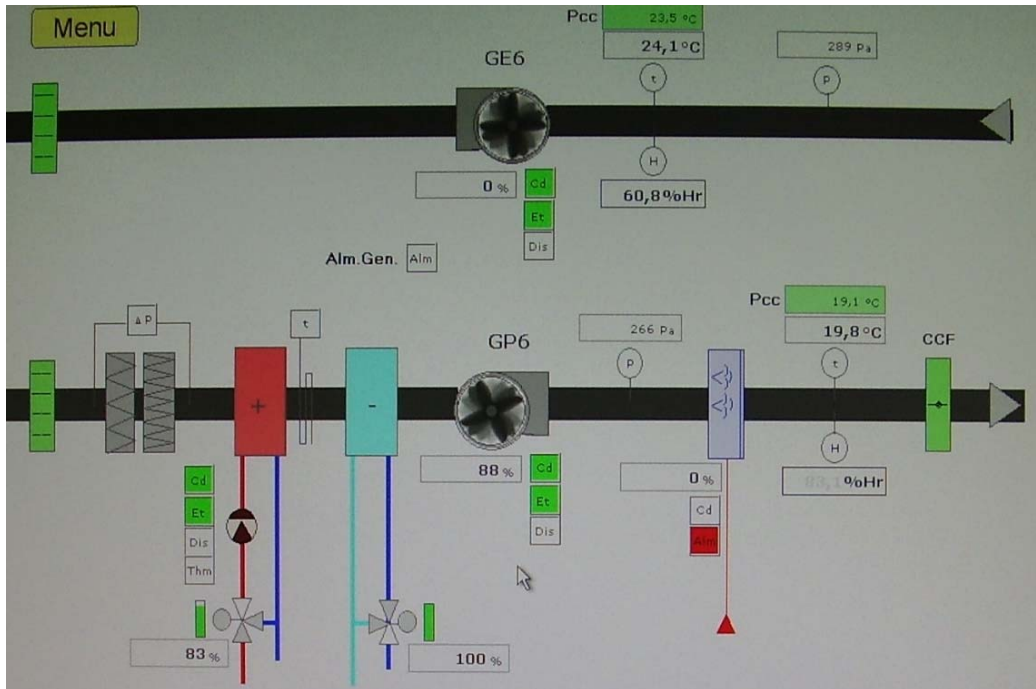 Menu
Pcc 23,5 °C
24,1°C
289 Pa
GE6
t
P
H
0 %
Cd
60,8%Hr
Et
Dis
Alm.Gen. Alm
Pcc 19,1 °C
Δ P
t
GP6
266 Pa
19,8°C
CCF
P
t
+
-
H
88 %
Cd
0 %
%Hr
Cd
Et
Cd
Et
Dis
Alm
Dis
Thm
83 %
100 %